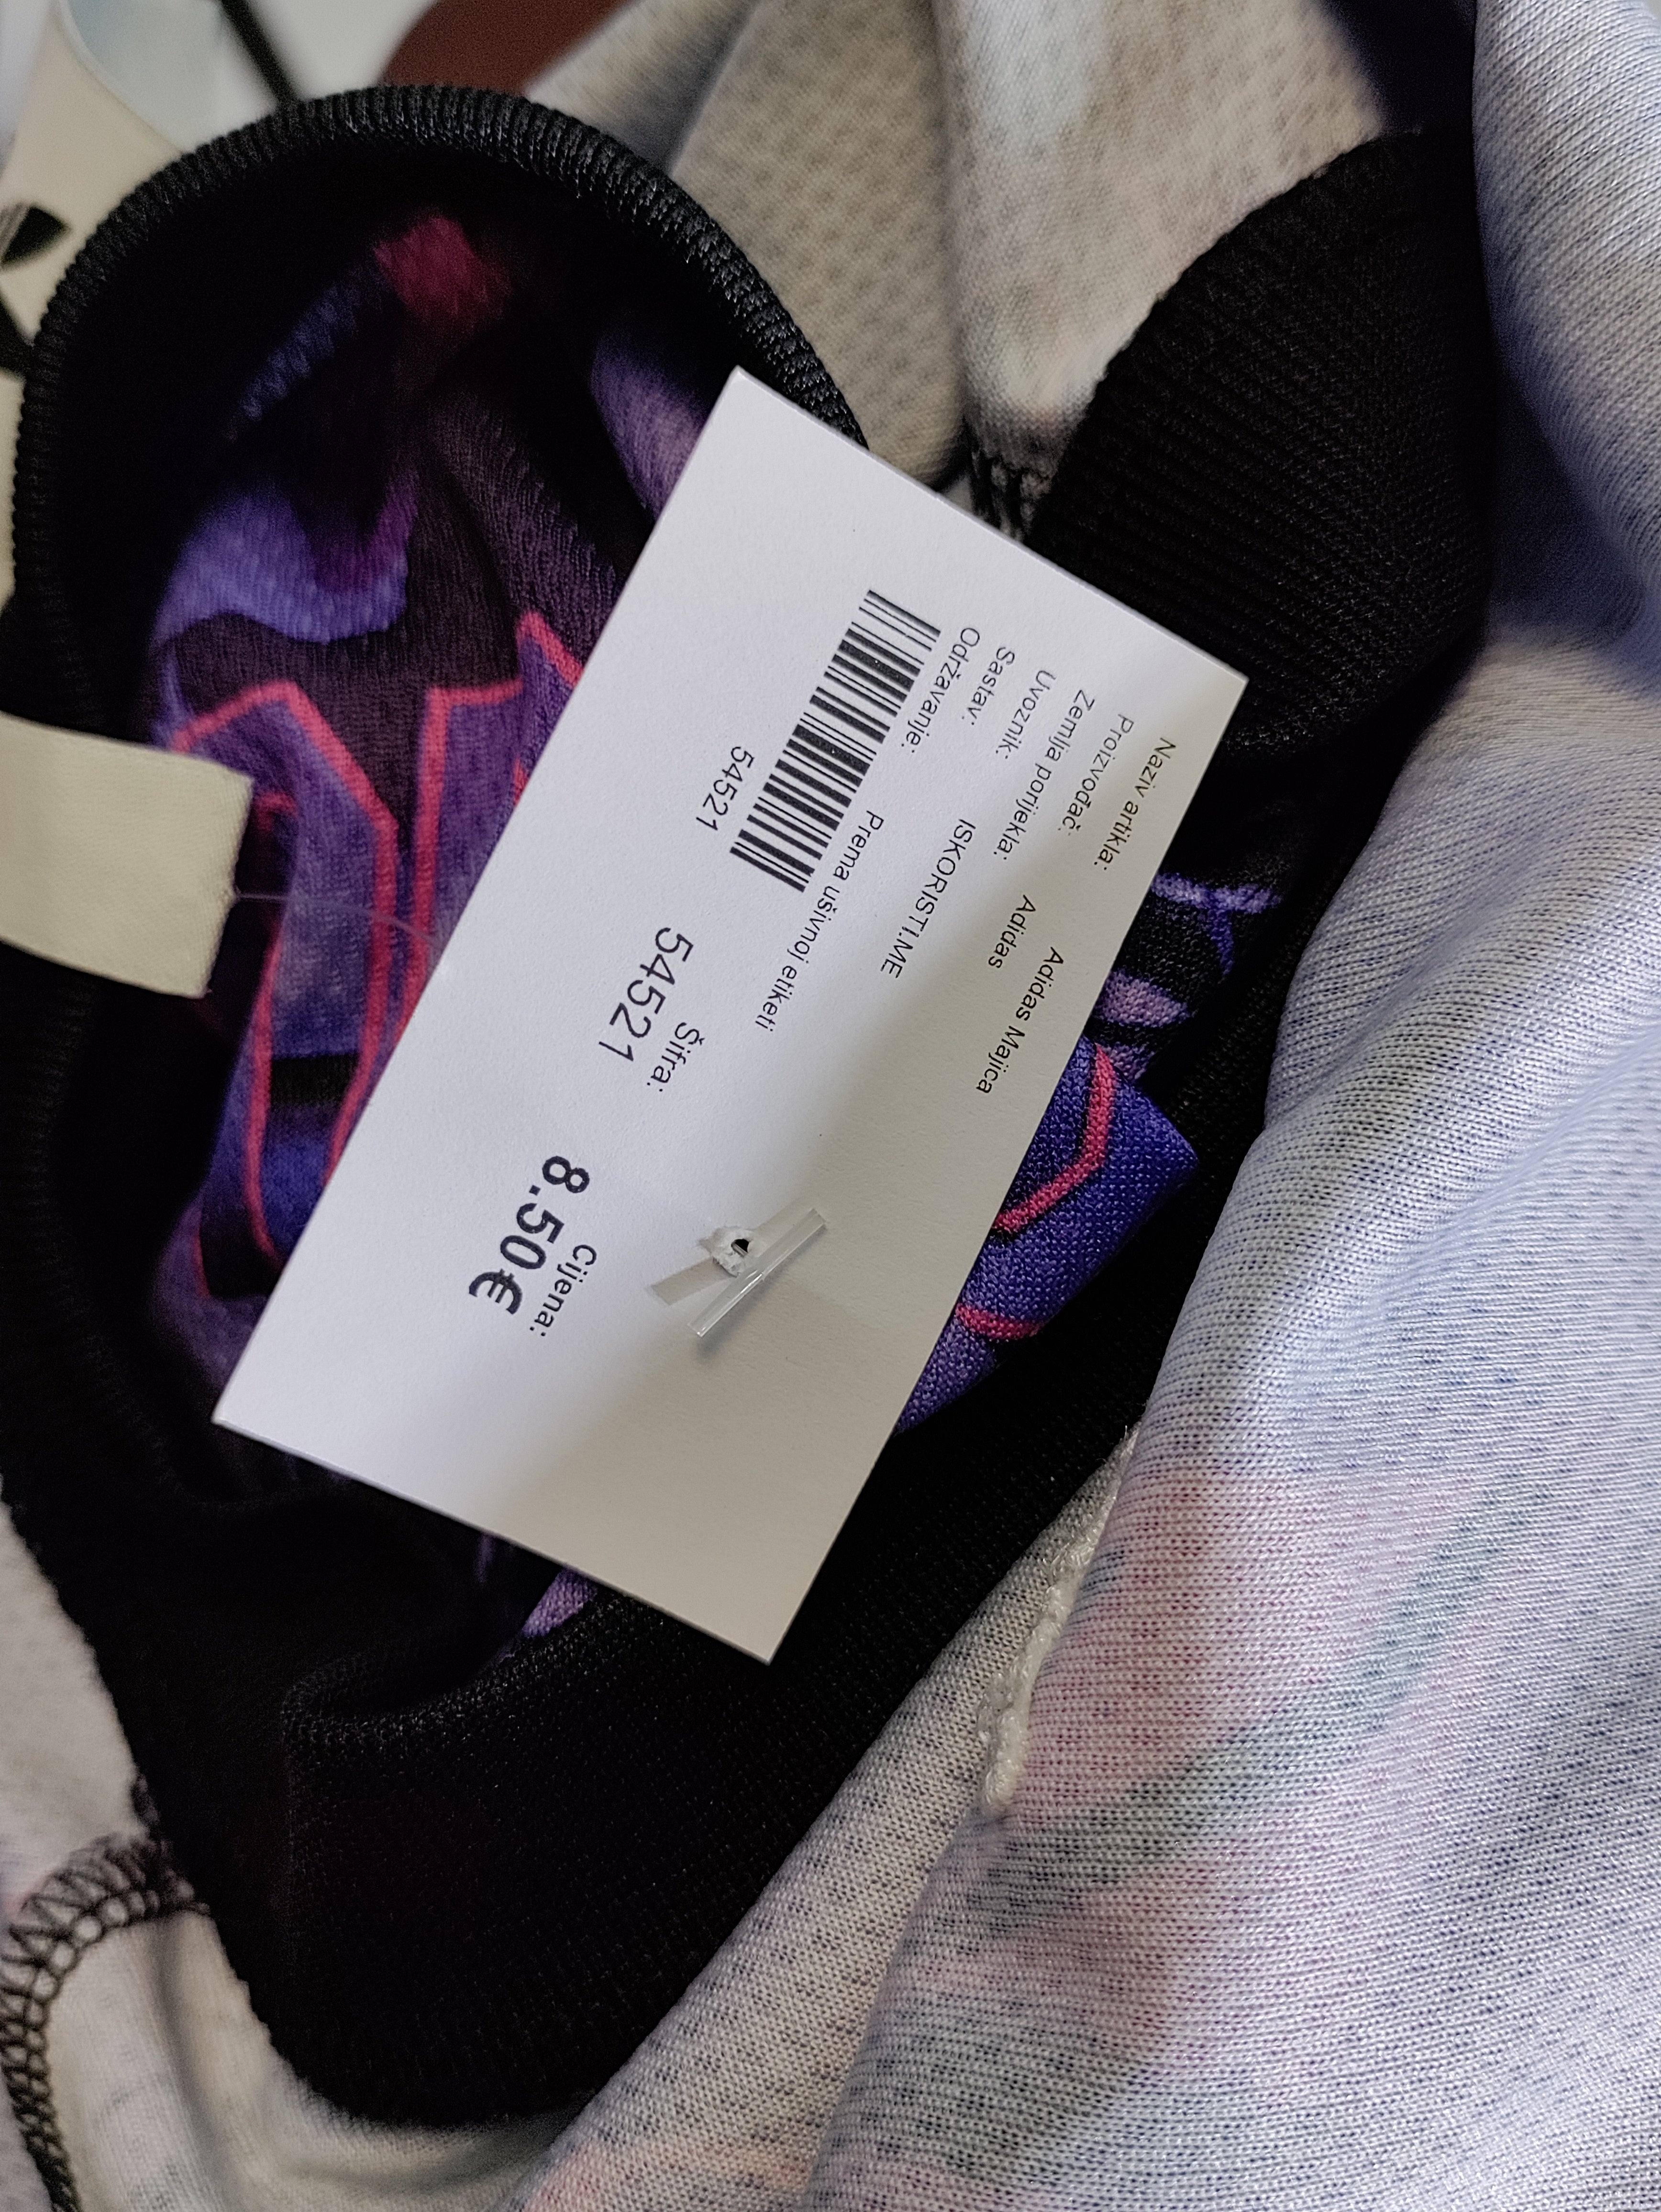 Naziv artikla: Adidas Majica
Proizvođač: Adidas
Zemlja porijekla:
Uvoznik: ISKORISTI.ME
Sastav:
Održavanje: Prema ušivnoj etiketi
54521
Šifra:
54521
Cijena:
8.50€